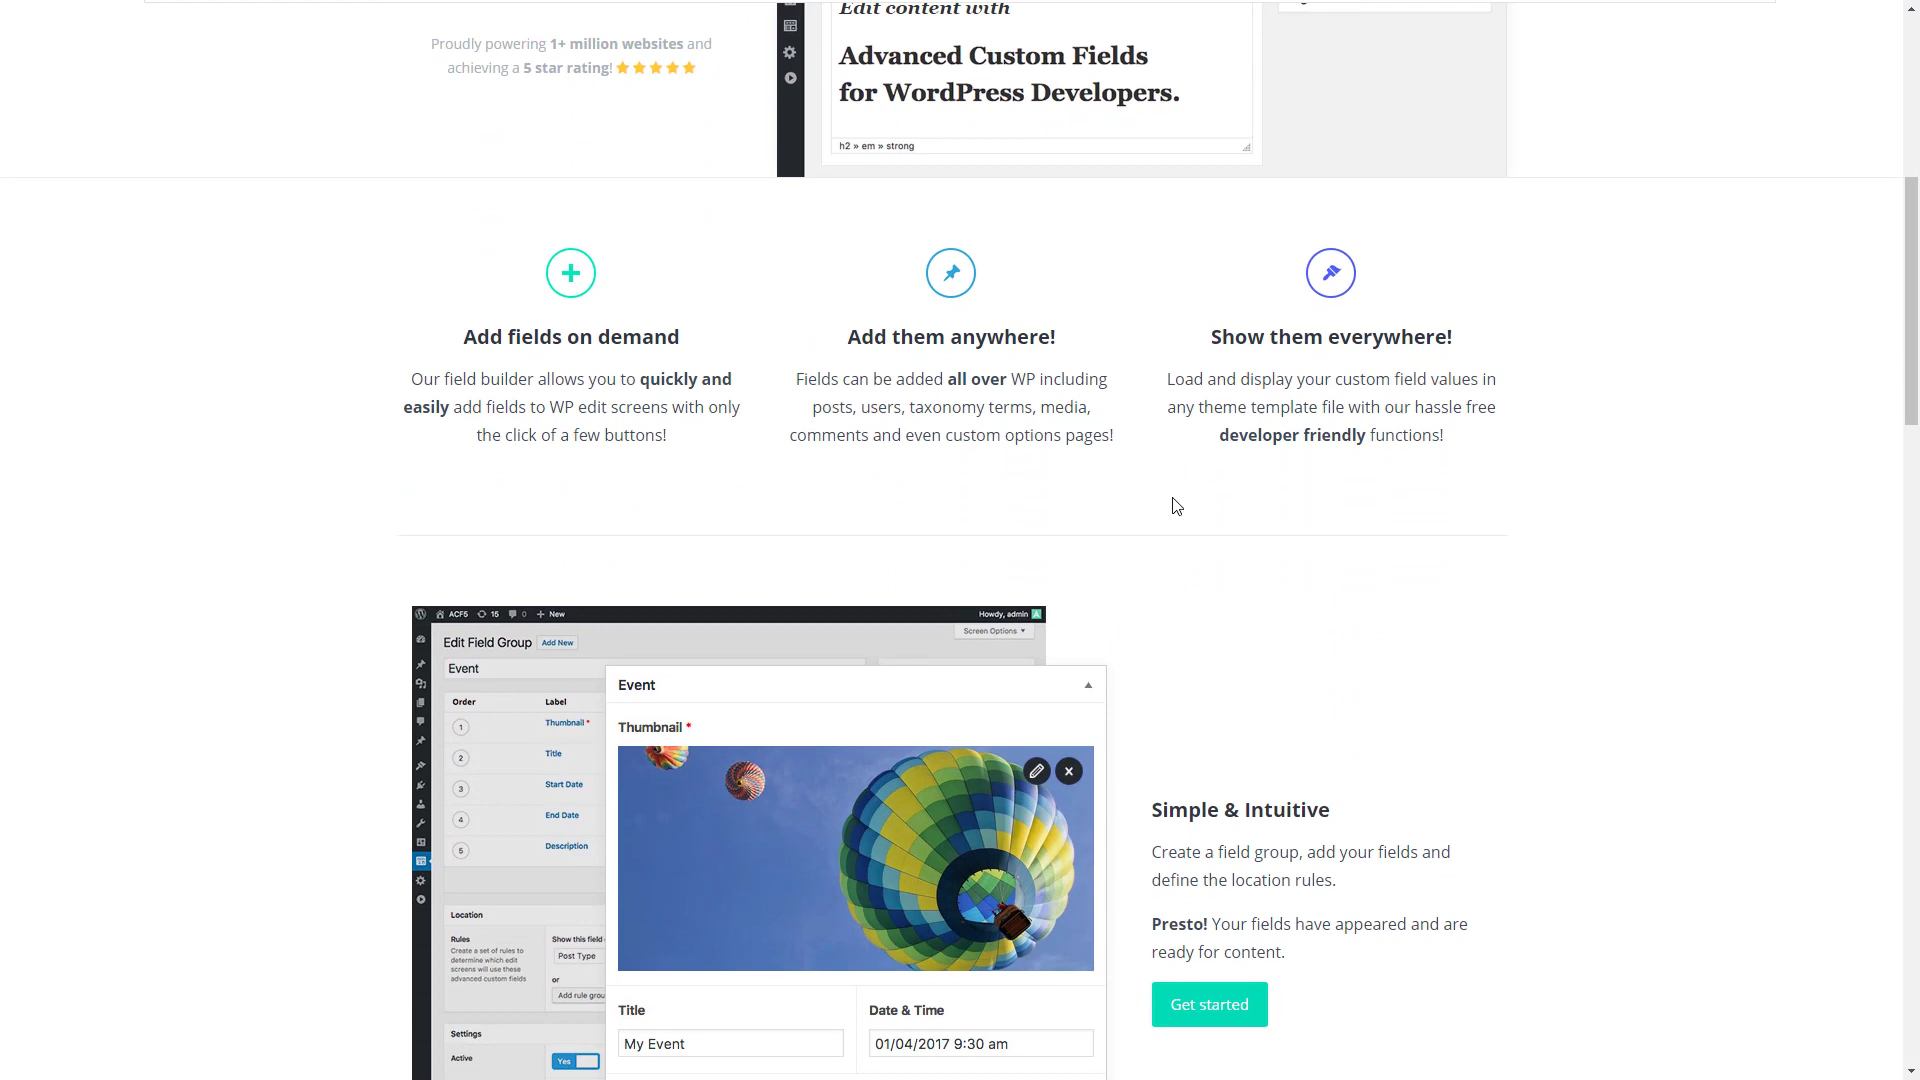 Edit content with
Proudly powering 1+ million websites and
achieving a 5 star rating!
Advanced Custom Fields
for WordPress Developers.
h2 » em » strong
Add fields on demand
Our field builder allows you to quickly and
easily add fields to WP edit screens with only
the click of a few buttons!
Add them anywhere!
Fields can be added all over WP including
posts, users, taxonomy terms, media,
comments and even custom options pages!
Show them everywhere!
Load and display your custom field values in
any theme template file with our hassle free
developer friendly functions!
ACF5 15 0 New
Howdy, admin
Screen Options
Edit Field Group Add New
Event
Order Label
1 Thumbnail *
2 Title
3 Start Date
4 End Date
5 Description
Location
Rules
Create a set of rules to
determine which edit
screens will use these
advanced custom fields
Show this field
Post Type
or
Add rule grou
Settings
Active Yes
Event
Thumbnail *
Title
My Event
Date & Time
01/04/2017 9:30 am
Simple & Intuitive
Create a field group, add your fields and
define the location rules.
Presto! Your fields have appeared and are
ready for content.
Get started